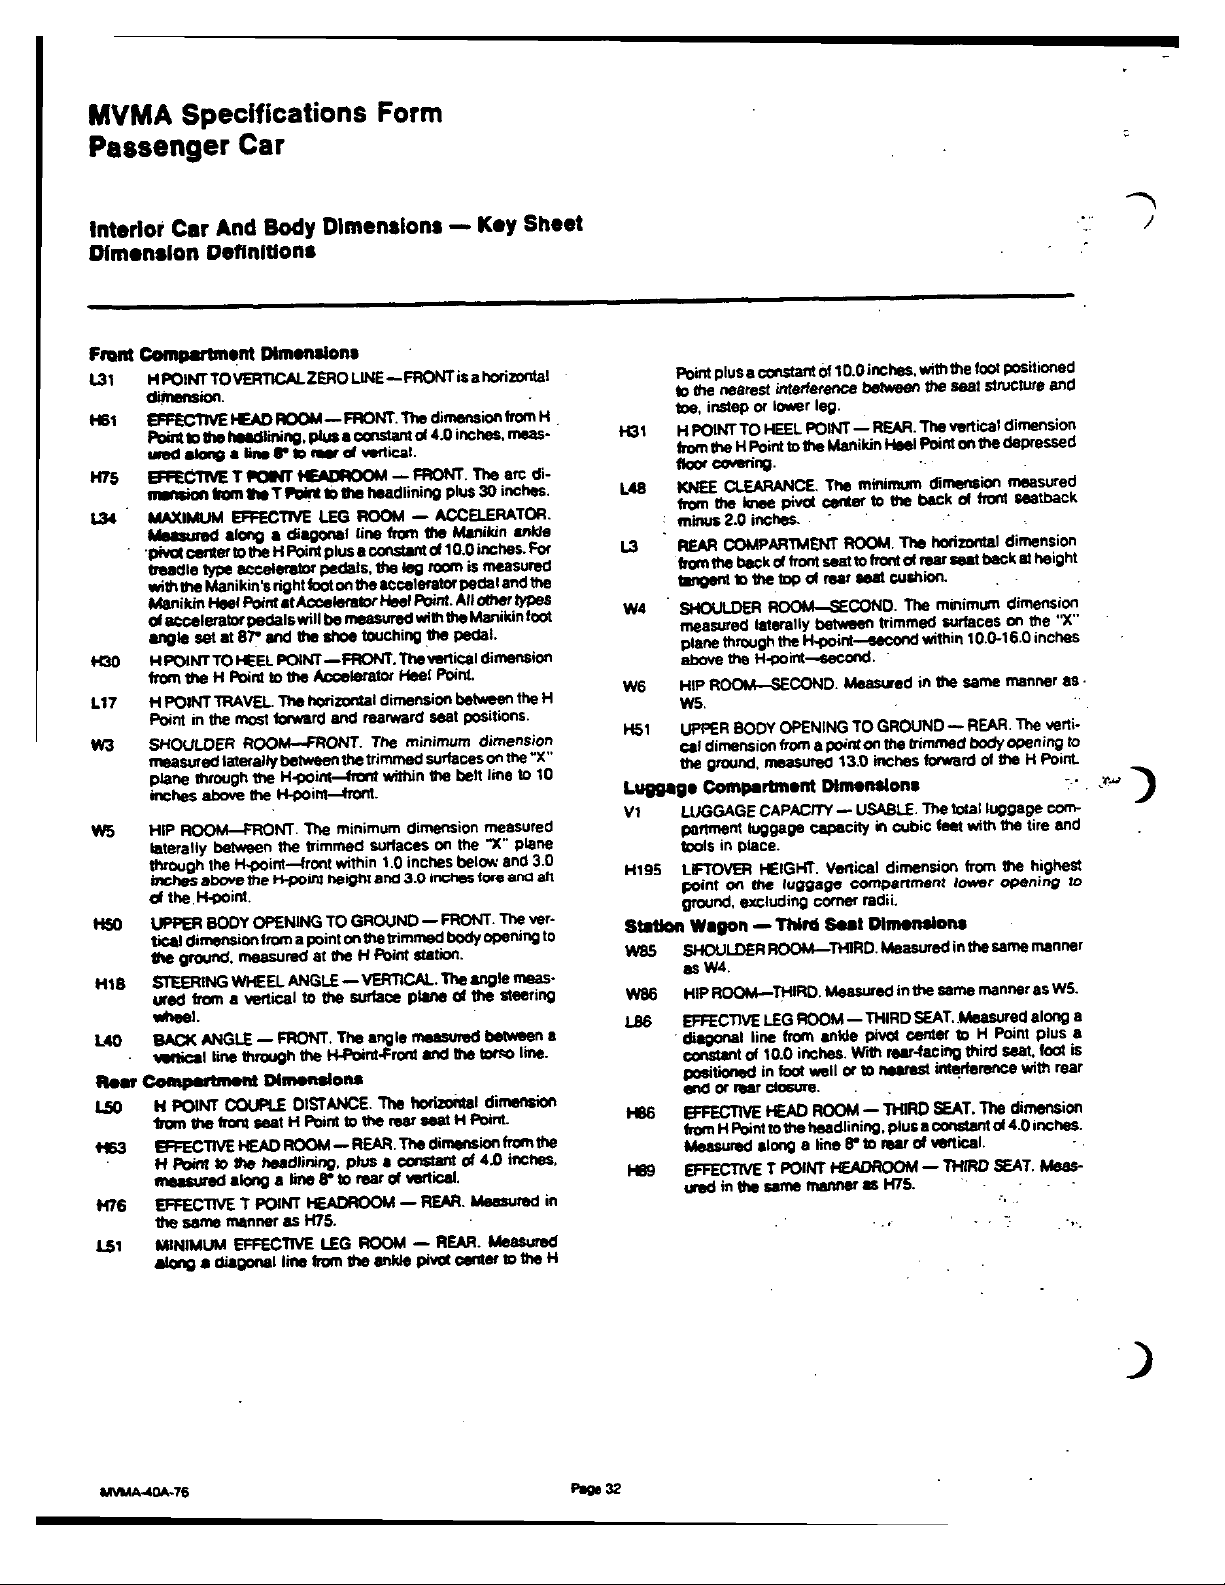 MVMA Specifications Form
Passenger Car
Interior Car And Body Dimensions — Key Sheet
Dimension Definitions
Front Compartment Dimensions
L31 H POINT TO VERTICAL ZERO LINE — FRONT is a horizontal
dimension.
H61 EFFECTIVE HEAD ROOM — FRONT. The dimension from H
Point to the headlining, plus a constant of 4.0 inches, meas-
ured along a line 8° to rear of vertical.
H75 EFFECTIVE T POINT HEADROOM — FRONT. The arc di-
mension from the T Point to the headlining plus 30 inches.
L34 MAXIMUM EFFECTIVE LEG ROOM — ACCELERATOR.
Measured along a diagonal line from the Manikin ankle
pivot center to the H Point plus a constant of 10.0 inches. For
treadle type accelerator pedals, the leg room is measured
with the Manikin's right foot on the accelerator pedal and the
Manikin Heel Point at Accelerator Heel Point. All other types
of accelerator pedals will be measured with the Manikin foot
angle set at 87° and the shoe touching the pedal.
H30 H POINT TO HEEL POINT — FRONT. The vertical dimension
from the H Point to the Accelerator Heel Point.
L17 H POINT TRAVEL. The horizontal dimension between the H
Point in the most forward and rearward seat positions.
W3 SHOULDER ROOM—FRONT. The minimum dimension
measured laterally between the trimmed surfaces on the "X"
plane through the H-point—front within the belt line to 10
inches above the H-point—front.
W5 HIP ROOM—FRONT. The minimum dimension measured
laterally between the trimmed surfaces on the "X" plane
through the H-point—front within 1.0 inches below and 3.0
inches above the H-point height and 3.0 inches fore and aft
of the H-point.
H50 UPPER BODY OPENING TO GROUND — FRONT. The ver-
tical dimension from a point on the trimmed body opening to
the ground, measured at the H Point station.
H18 STEERING WHEEL ANGLE — VERTICAL. The angle meas-
ured from a vertical to the surface plane of the steering
wheel.
L40 BACK ANGLE — FRONT. The angle measured between a
vertical line through the H-Point-Front and the torso line.
Rear Compartment Dimensions
L50 H POINT COUPLE DISTANCE. The horizontal dimension
from the front seat H Point to the rear seat H Point.
H63 EFFECTIVE HEAD ROOM — REAR. The dimension from the
H Point to the headlining, plus a constant of 4.0 inches,
measured along a line 8° to rear of vertical.
H76 EFFECTIVE T POINT HEADROOM — REAR. Measured in
the same manner as H75.
L51 MINIMUM EFFECTIVE LEG ROOM — REAR. Measured
along a diagonal line from the ankle pivot center to the H
Point plus a constant of 10.0 inches, with the foot positioned
to the nearest interference between the seat structure and
toe, instep or lower leg.
H31 H POINT TO HEEL POINT — REAR. The vertical dimension
from the H Point to the Manikin Heel Point on the depressed
floor covering.
L48 KNEE CLEARANCE. The minimum dimension measured
from the knee pivot center to the back of front seatback
minus 2.0 inches.
L3 REAR COMPARTMENT ROOM. The horizontal dimension
from the back of front seat to front of rear seat back at height
tangent to the top of rear seat cushion.
W4 SHOULDER ROOM—SECOND. The minimum dimension
measured laterally between trimmed surfaces on the "X"
plane through the H-point—second within 10.0-16.0 inches
above the H-point—second.
W6 HIP ROOM—SECOND. Measured in the same manner as
W5.
H51 UPPER BODY OPENING TO GROUND — REAR. The verti-
cal dimension from a point on the trimmed body opening to
the ground, measured 13.0 inches forward of the H Point.
Luggage Compartment Dimensions
V1 LUGGAGE CAPACITY — USABLE. The total luggage com-
partment luggage capacity in cubic feet with the tire and
tools in place.
H195 LIFTOVER HEIGHT. Vertical dimension from the highest
point on the luggage compartment lower opening to
ground, excluding corner radii.
Station Wagon — Third Seat Dimensions
W85 SHOULDER ROOM—THIRD. Measured in the same manner
as W4.
W86 HIP ROOM—THIRD. Measured in the same manner as W5.
L86 EFFECTIVE LEG ROOM — THIRD SEAT. Measured along a
diagonal line from ankle pivot center to H Point plus a
constant of 10.0 inches. With rear-facing third seat, foot is
positioned in foot well or to nearest interference with rear
end or rear closure.
H86 EFFECTIVE HEAD ROOM — THIRD SEAT. The dimension
from H Point to the headlining, plus a constant of 4.0 inches.
Measured along a line 8° to rear of vertical.
H89 EFFECTIVE T POINT HEADROOM — THIRD SEAT. Meas-
ured in the same manner as H75.
MVMA-40A-76
Page 32